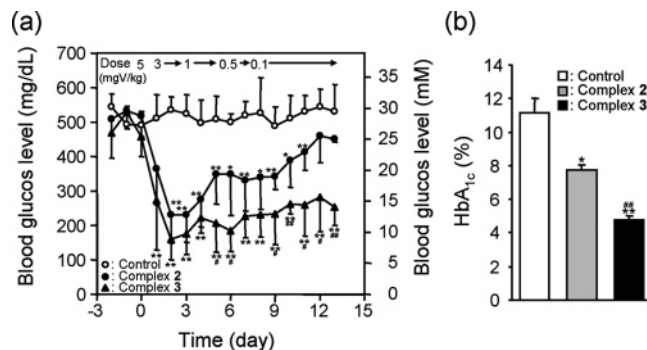 (a)
700
600
500
400
300
200
100
0
Blood glucos level (mg/dL)
Dose 5 3 → 1 → 0.5 → 0.1 →
(mgV/kg)
** ** ** * * ** * ** * * **
** ** ** ** ** ** ** ** ** ** ** ** **
# # ## # # ##
: Control
: Complex 2
: Complex 3
-3 0 3 6 9 12 15
Time (day)
35
30
25
20
15
10
5
0
Blood glucos level (mM)
(b)
14
12
10
8
6
4
2
0
HbA1c (%)
: Control
: Complex 2
: Complex 3
*
##
**